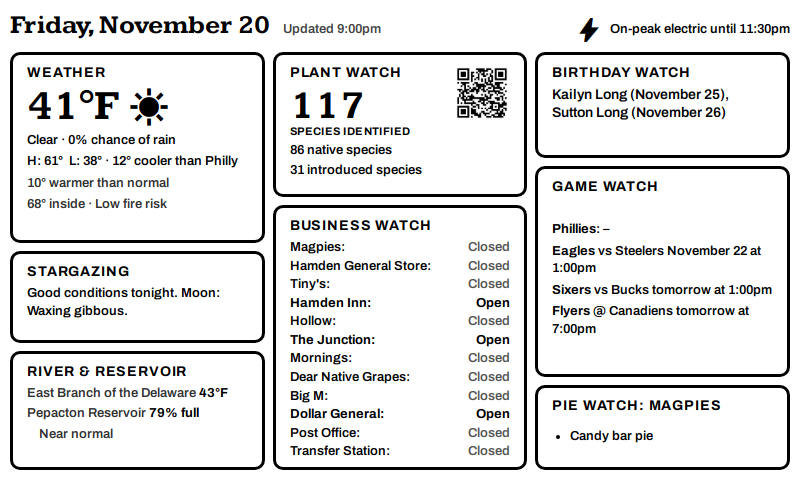 Friday, November 20 Updated 9:00pm
On-peak electric until 11:30pm
WEATHER
41°F
Clear · 0% chance of rain
H: 61° L: 38° · 12° cooler than Philly
10° warmer than normal
68° inside · Low fire risk
STARGAZING
Good conditions tonight. Moon:
Waxing gibbous.
RIVER & RESERVOIR
East Branch of the Delaware 43°F
Pepacton Reservoir 79% full
Near normal
PLANT WATCH
117
SPECIES IDENTIFIED
86 native species
31 introduced species
BUSINESS WATCH
Magpies: Closed
Hamden General Store: Closed
Tiny's: Closed
Hamden Inn: Open
Hollow: Closed
The Junction: Open
Mornings: Closed
Dear Native Grapes: Closed
Big M: Closed
Dollar General: Open
Post Office: Closed
Transfer Station: Closed
BIRTHDAY WATCH
Kailyn Long (November 25),
Sutton Long (November 26)
GAME WATCH
Phillies: –
Eagles vs Steelers November 22 at
1:00pm
Sixers vs Bucks tomorrow at 1:00pm
Flyers @ Canadiens tomorrow at
7:00pm
PIE WATCH: MAGPIES
• Candy bar pie